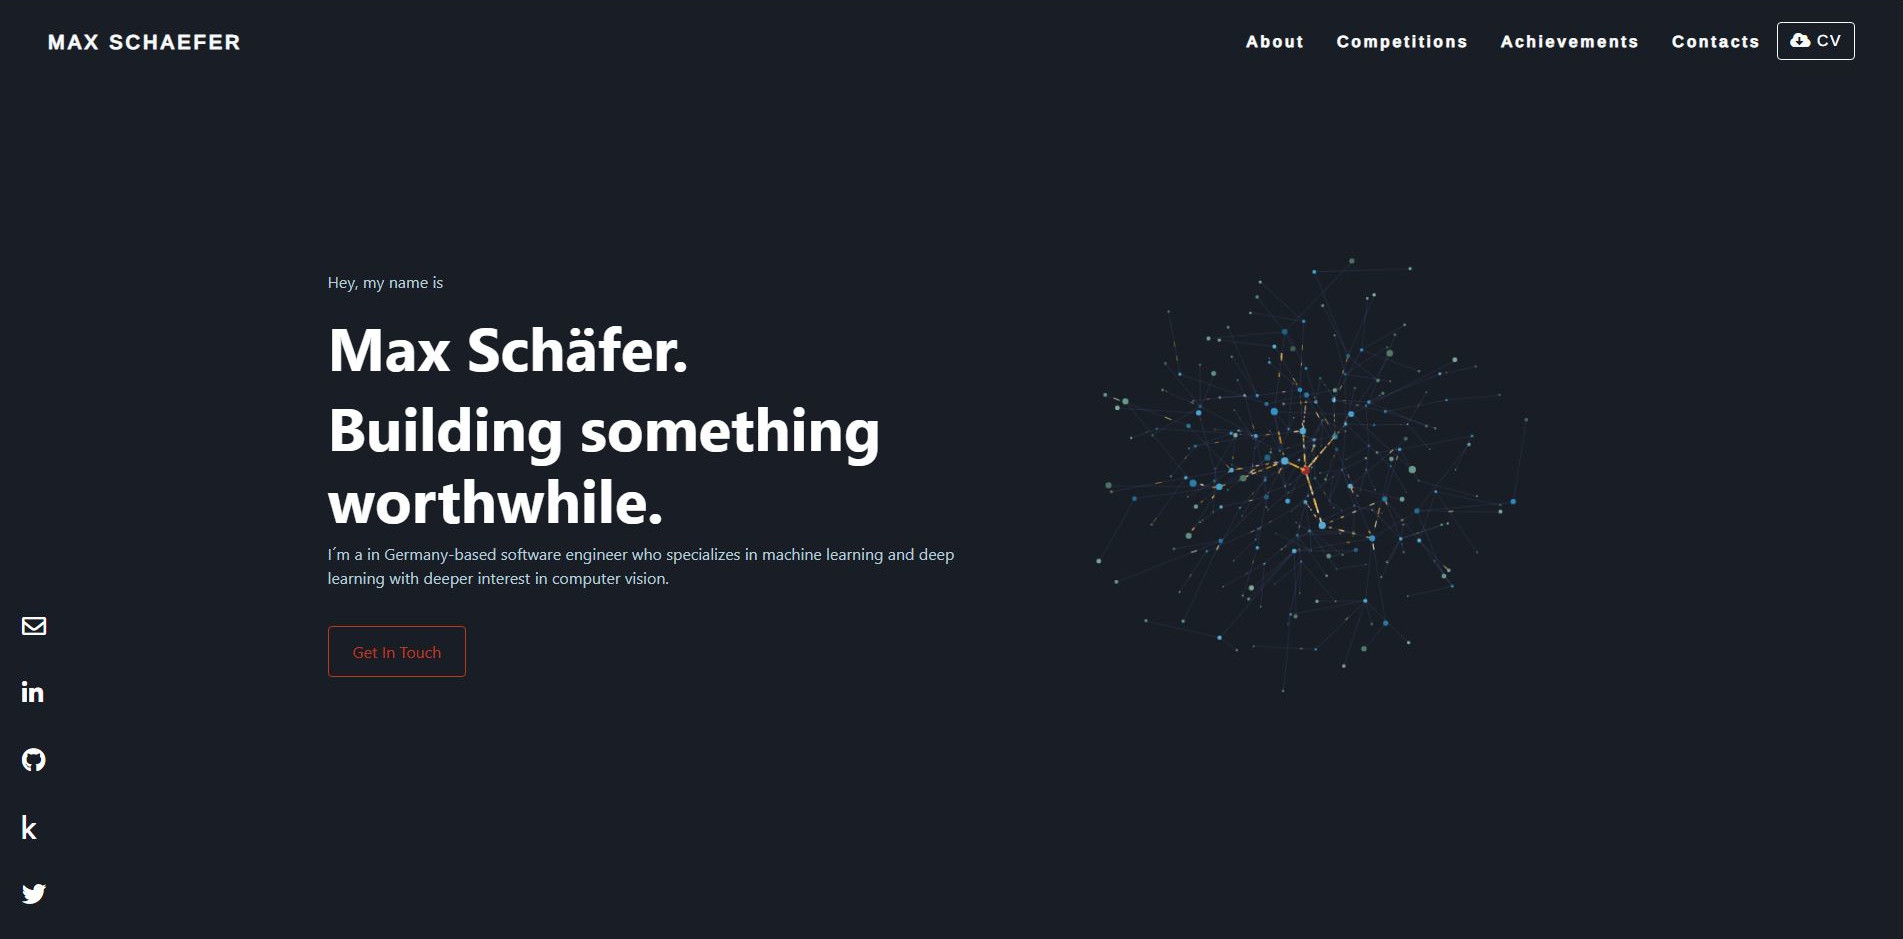 MAX SCHAEFER
About
Competitions
Achievements
Contacts
CV
Hey, my name is
Max Schäfer.
Building something
worthwhile.
I´m a in Germany-based software engineer who specializes in machine learning and deep
learning with deeper interest in computer vision.
Get In Touch
in
k